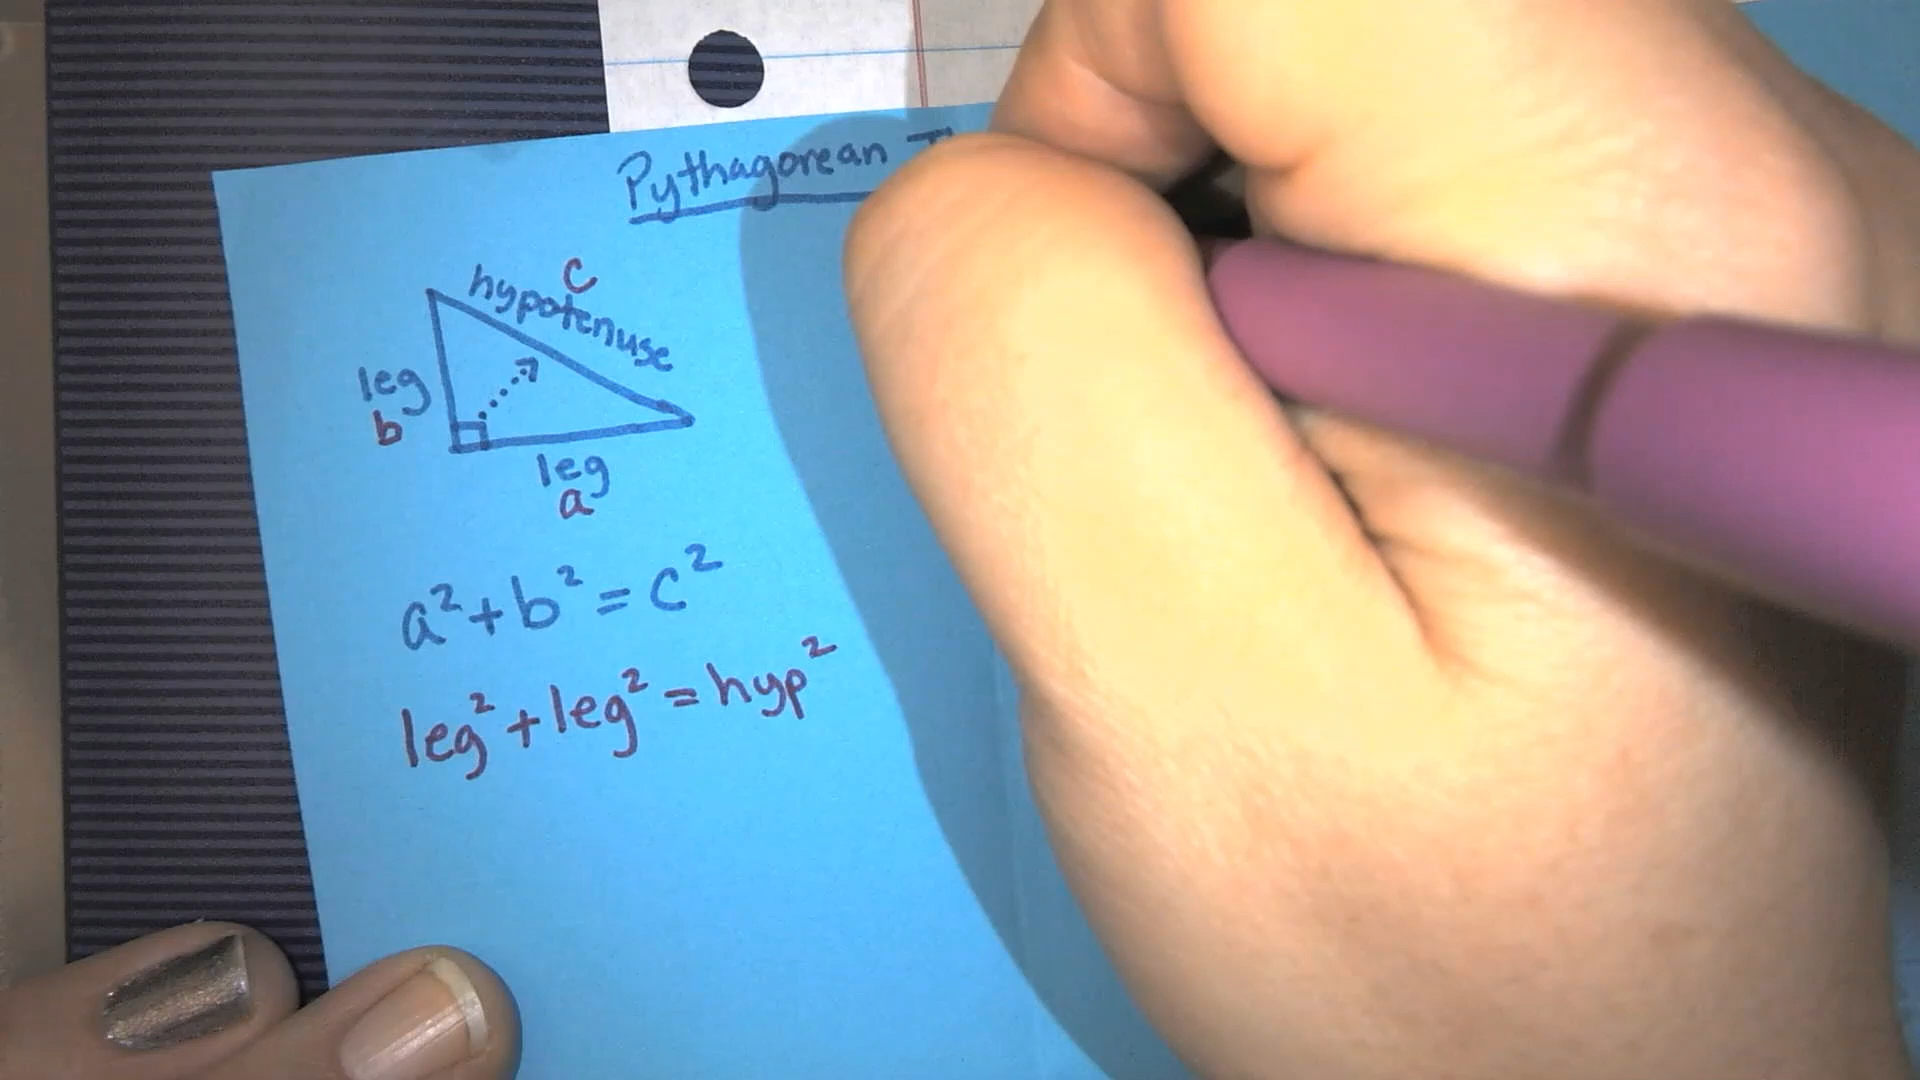 Pythagorean
c
hypotenuse
leg
b
leg
a
a²+b²=c²
leg²+leg²=hyp²